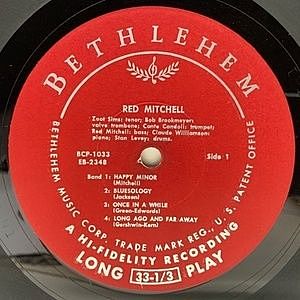 BETHLEHEM
RED MITCHELL
Zoot Sims; tenor; Bob Brookmeyer;
valve trombone; Conte Candoli; trumpet;
Red Mitchell; bass; Claude Williamson;
piano; Stan Levey; drums.
BCP-1033
EB-2348
Side 1
Band 1: HAPPY MINOR
(Mitchell)
2: BLUESOLOGY
(Jackson)
3: ONCE IN A WHILE
(Green-Edwards)
4: LONG AGO AND FAR AWAY
(Gershwin-Kern)
BETHLEHEM MUSIC CORP. TRADE MARK REG., U. S. PATENT OFFICE
A HI-FIDELITY RECORDING
LONG 33-1/3 PLAY